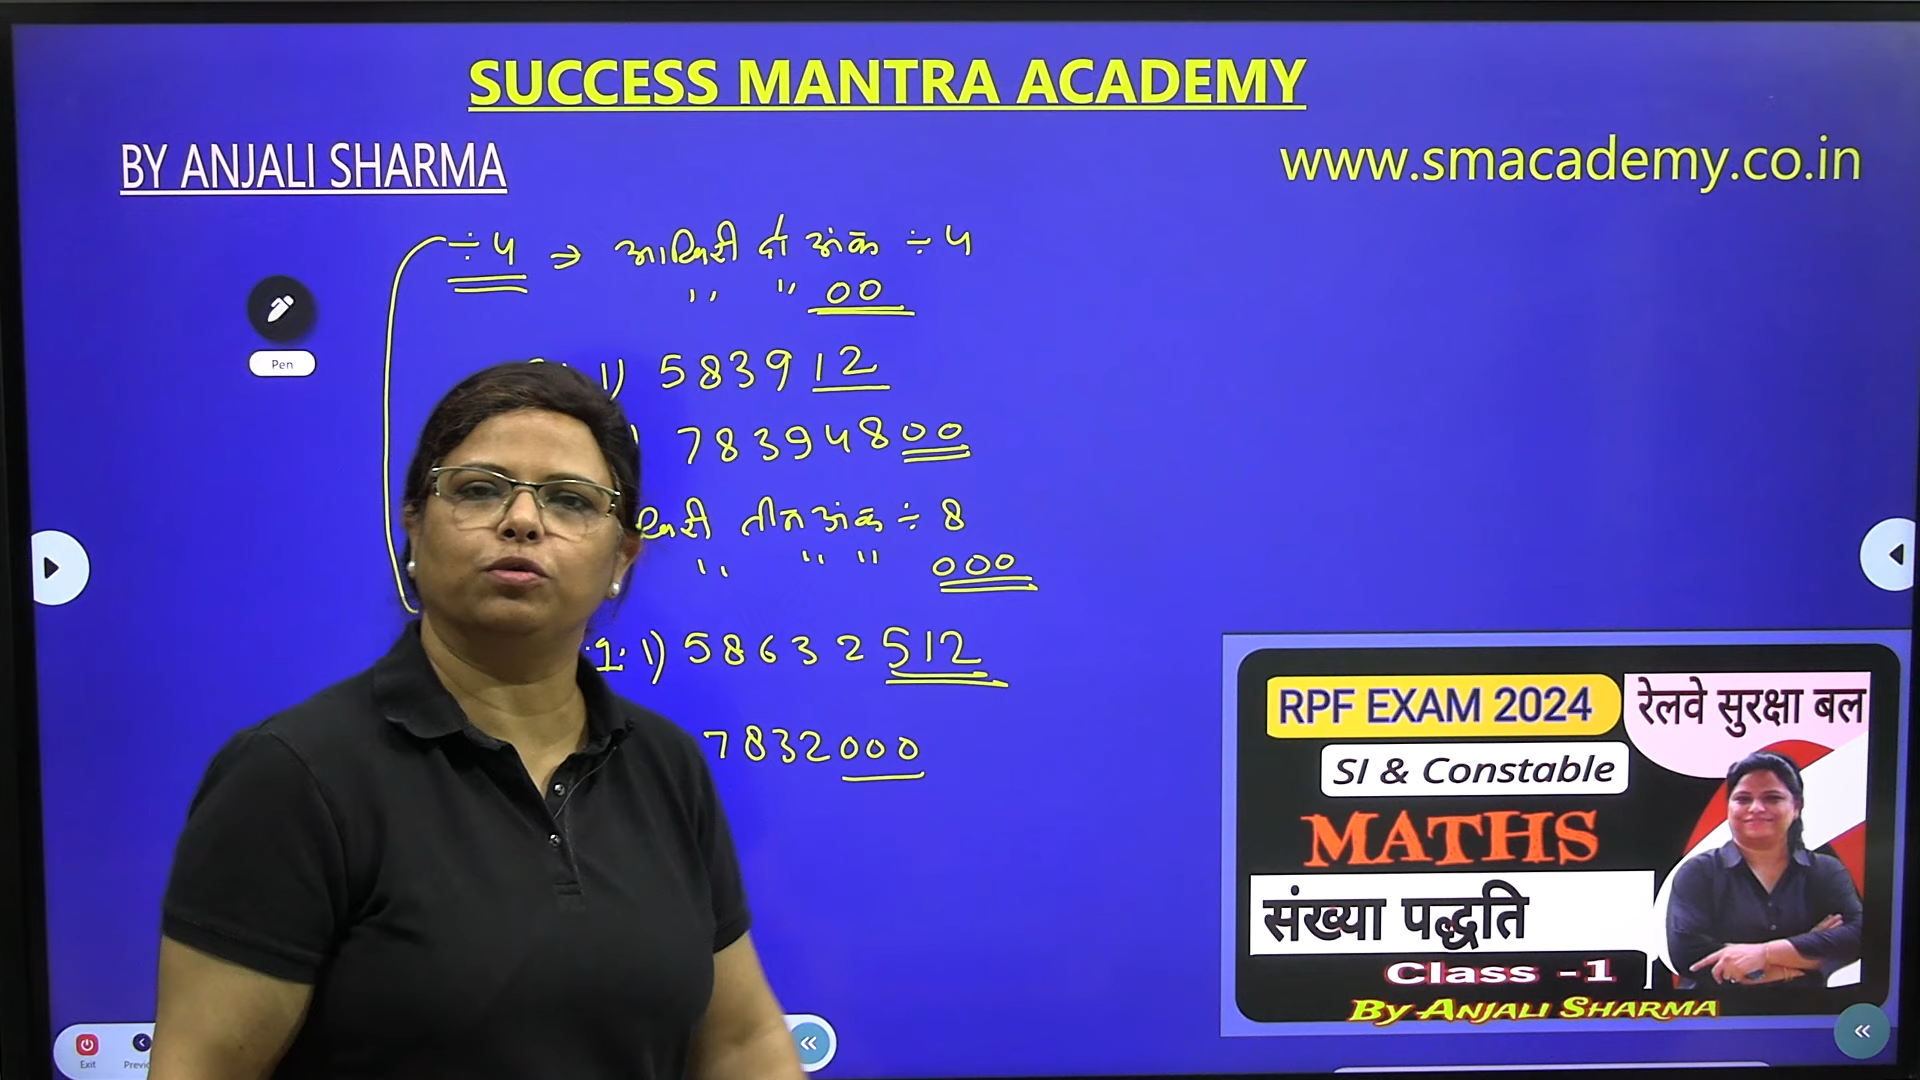 SUCCESS MANTRA ACADEMY
BY ANJALI SHARMA
www.smacademy.co.in
÷ 4 ⇒ आखिरी दो अंक ÷ 4
" " 00
Pen
1) 583912
78394800
खिरी तीन अंक ÷ 8
" " " 000
1) 58632512
7832000
RPF EXAM 2024
रेलवे सुरक्षा बल
SI & Constable
MATHS
संख्या पद्धति
Class -1
By ANJALI SHARMA
Exit